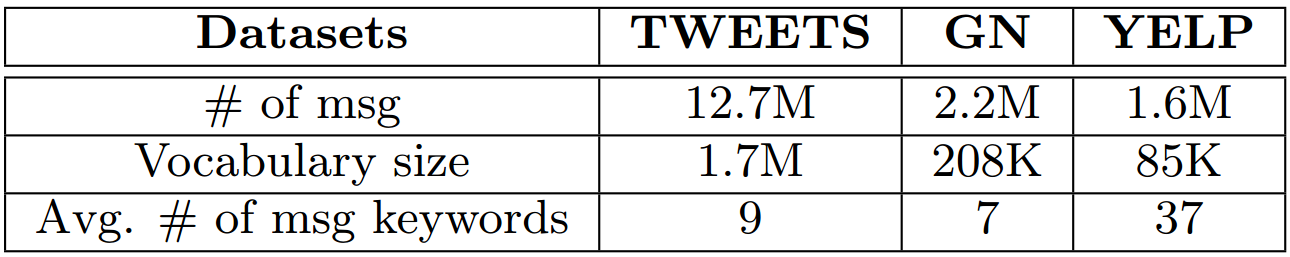 Datasets TWEETS GN YELP
# of msg 12.7M 2.2M 1.6M
Vocabulary size 1.7M 208K 85K
Avg. # of msg keywords 9 7 37